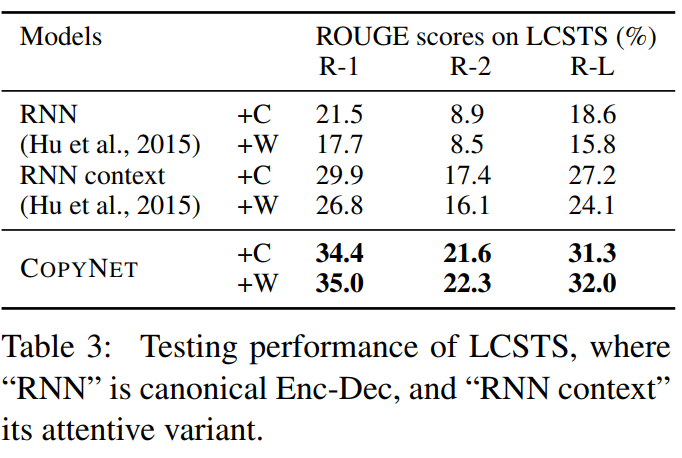 Models ROUGE scores on LCSTS (%)
R-1 R-2 R-L
RNN +C 21.5 8.9 18.6
(Hu et al., 2015) +W 17.7 8.5 15.8
RNN context +C 29.9 17.4 27.2
(Hu et al., 2015) +W 26.8 16.1 24.1
COPYNET +C 34.4 21.6 31.3
+W 35.0 22.3 32.0
Table 3: Testing performance of LCSTS, where
“RNN” is canonical Enc-Dec, and “RNN context”
its attentive variant.